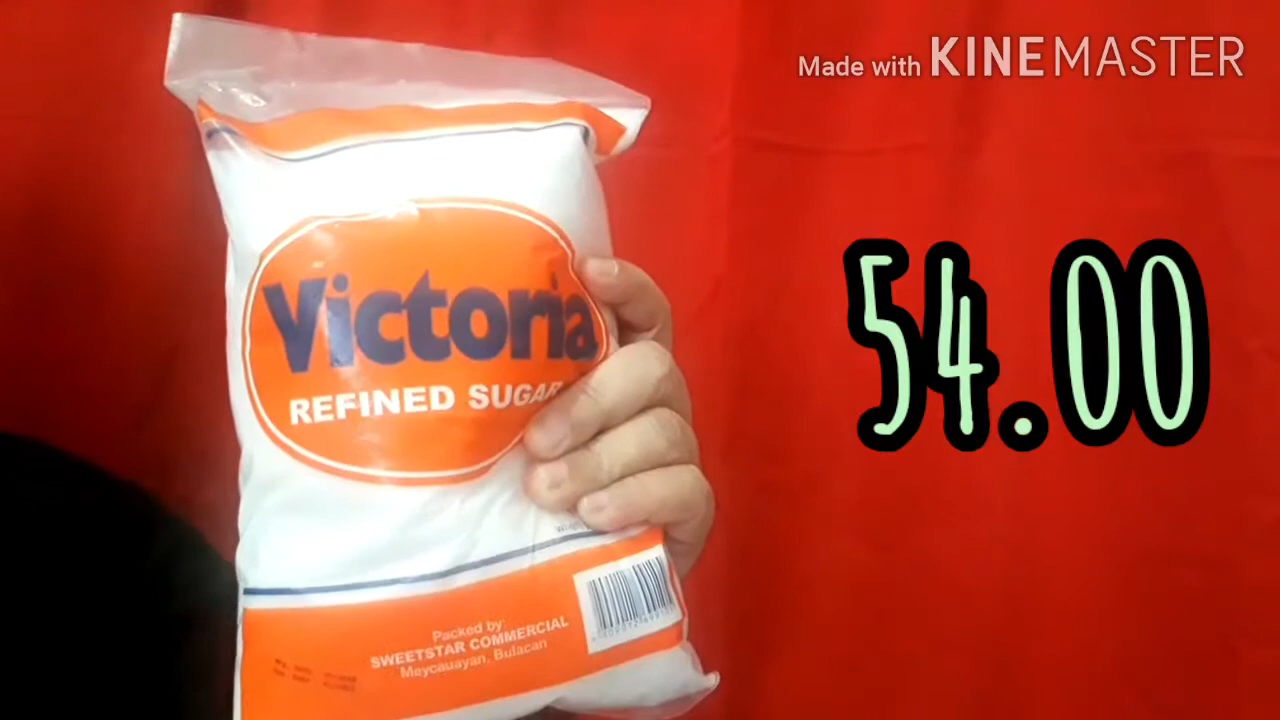 Made with KINEMASTER
Victoria
REFINED SUGAR
54.00
Packed by:
SWEETSTAR COMMERCIAL
Meycauayan, Bulacan